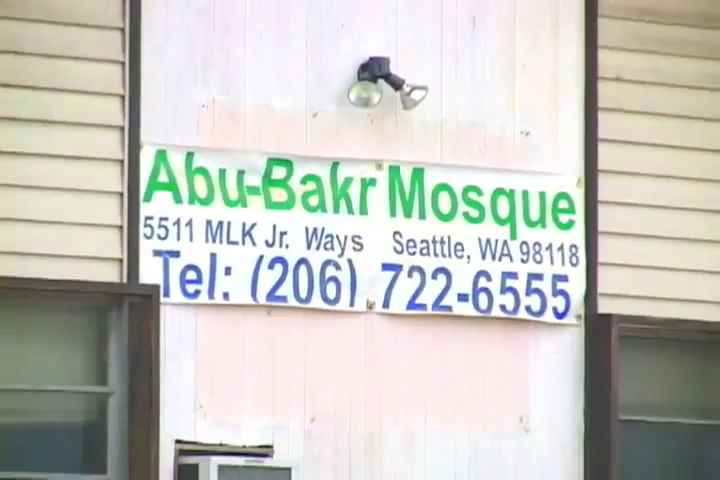 Abu-Bakr Mosque
5511 MLK Jr. Ways Seattle, WA 98118
Tel: (206) 722-6555